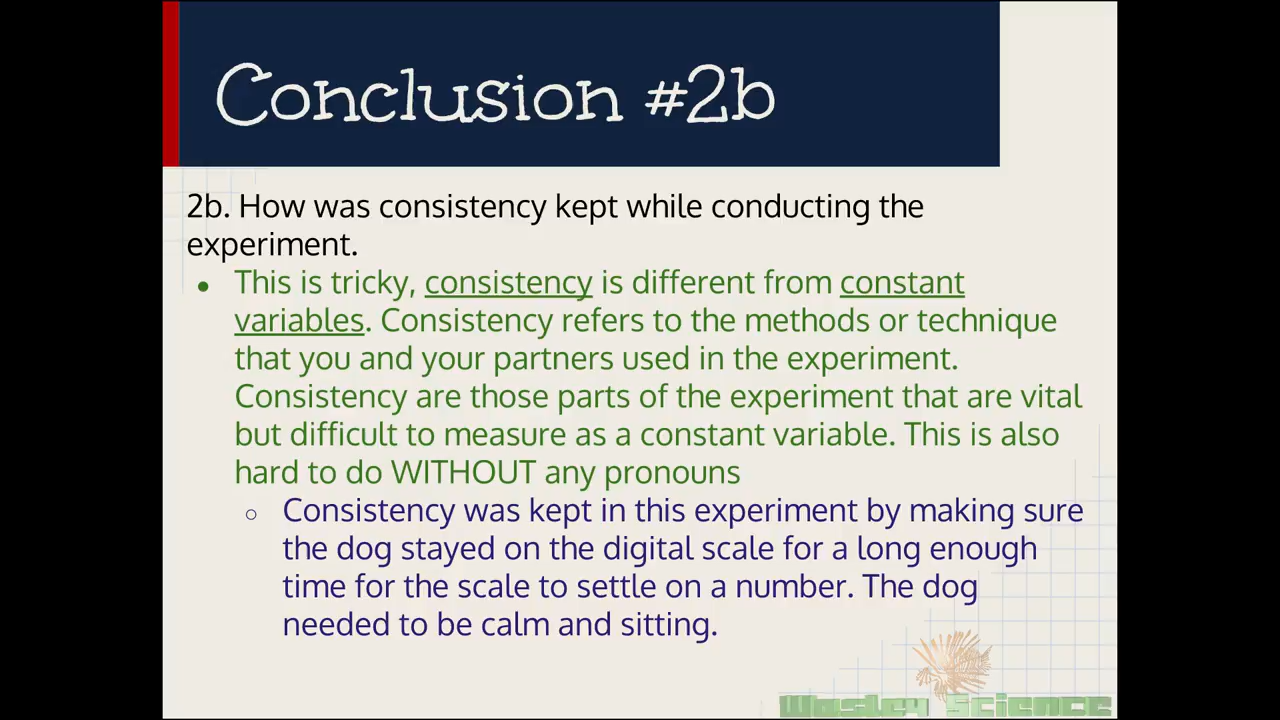 Conclusion #2b
2b. How was consistency kept while conducting the
experiment.
• This is tricky, consistency is different from constant
variables. Consistency refers to the methods or technique
that you and your partners used in the experiment.
Consistency are those parts of the experiment that are vital
but difficult to measure as a constant variable. This is also
hard to do WITHOUT any pronouns
○ Consistency was kept in this experiment by making sure
the dog stayed on the digital scale for a long enough
time for the scale to settle on a number. The dog
needed to be calm and sitting.
Wasley Science